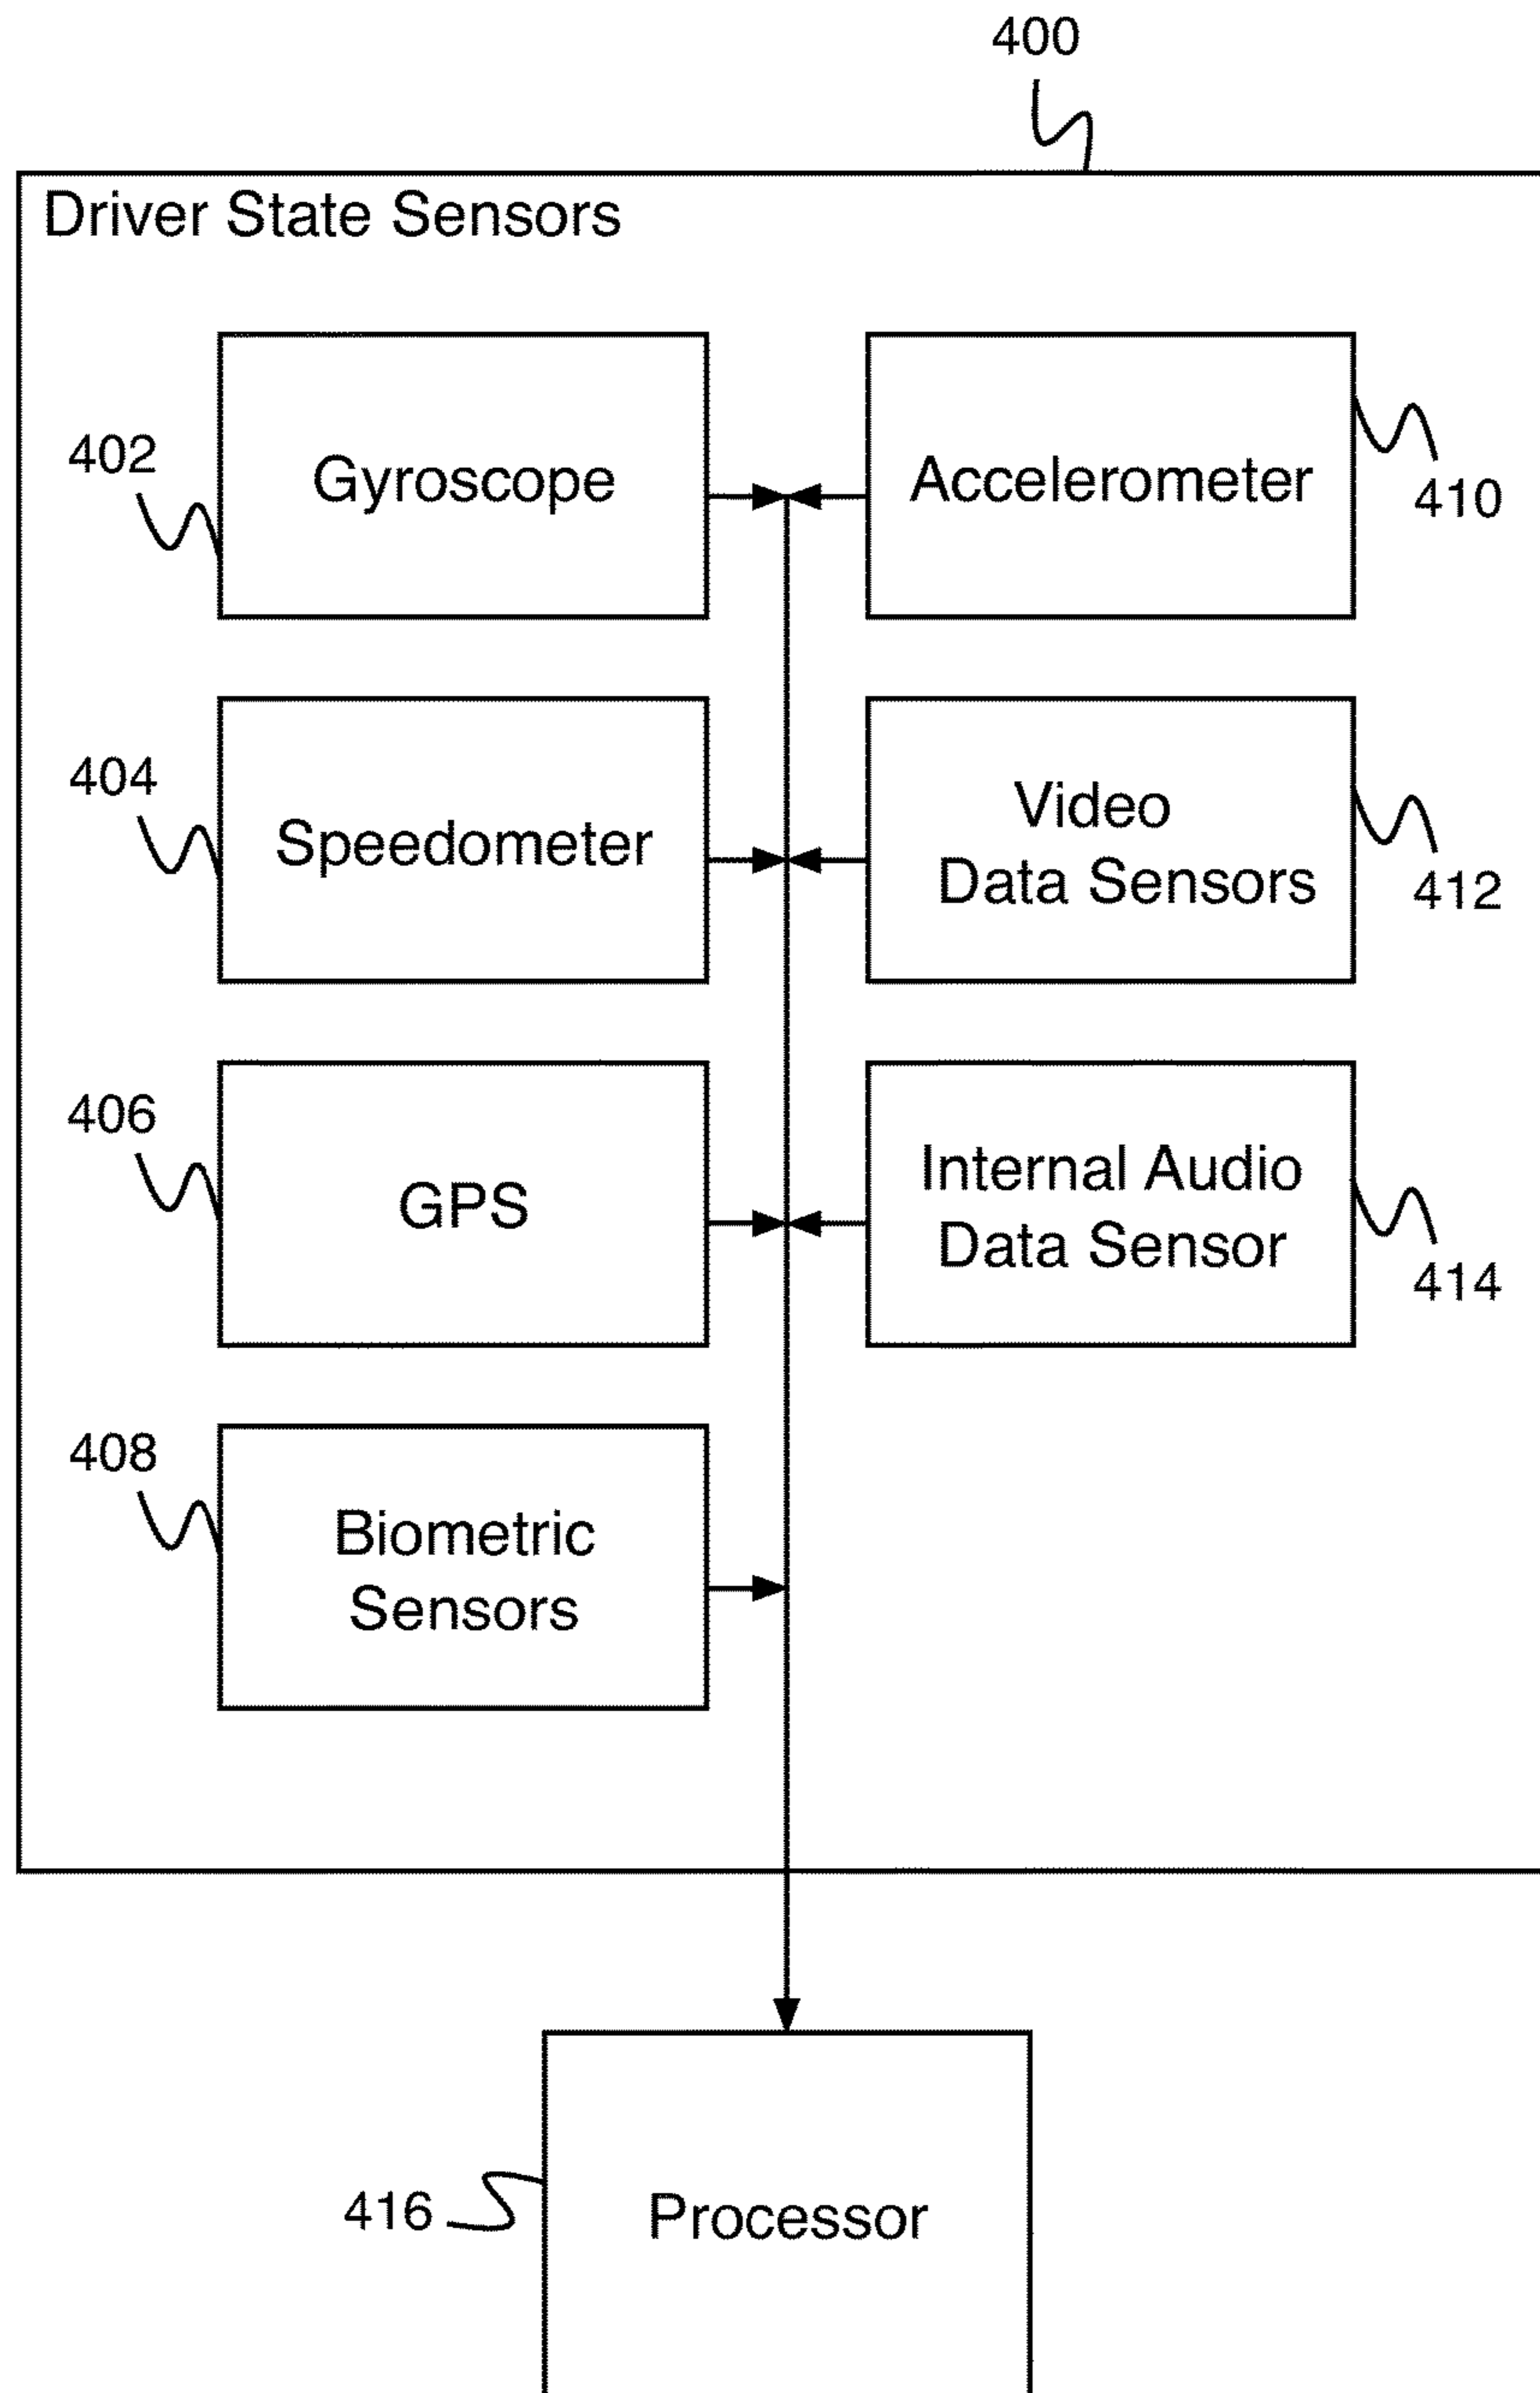 400
Driver State Sensors
402
Gyroscope
Accelerometer
410
404
Speedometer
Video
Data Sensors
412
406
GPS
Internal Audio
Data Sensor
414
408
Biometric
Sensors
416
Processor